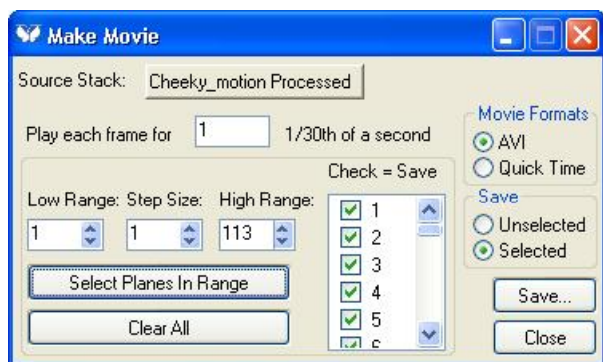 Make Movie
Source Stack: Cheeky_motion Processed
Play each frame for 1 1/30th of a second
Check = Save
Low Range: Step Size: High Range:
1 1 113
Select Planes In Range
Clear All
1
2
3
4
5
6
Movie Formats
AVI
Quick Time
Save
Unselected
Selected
Save...
Close